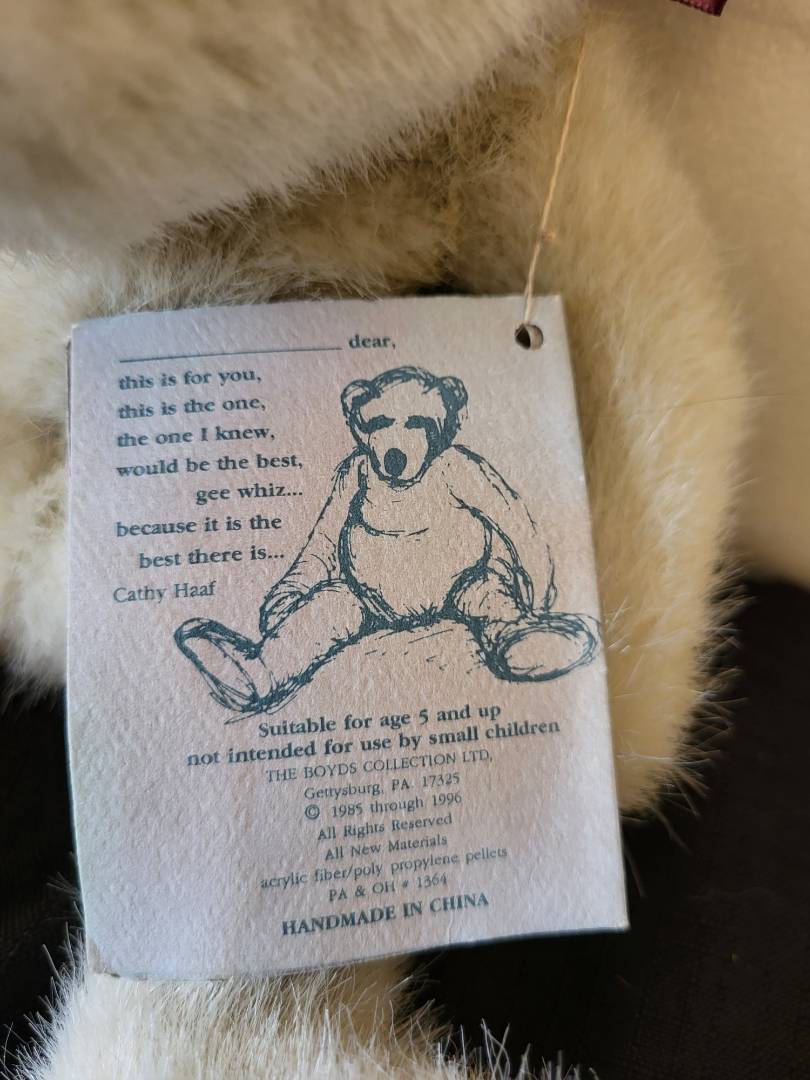 ____________________ dear,
this is for you,
this is the one,
the one I knew,
would be the best,
gee whiz...
because it is the
best there is...
Cathy Haaf
Suitable for age 5 and up
not intended for use by small children
THE BOYDS COLLECTION LTD,
Gettysburg, PA. 17325
© 1985 through 1996
All Rights Reserved
All New Materials
acrylic fiber/poly propylene pellets
PA & OH # 1364
HANDMADE IN CHINA